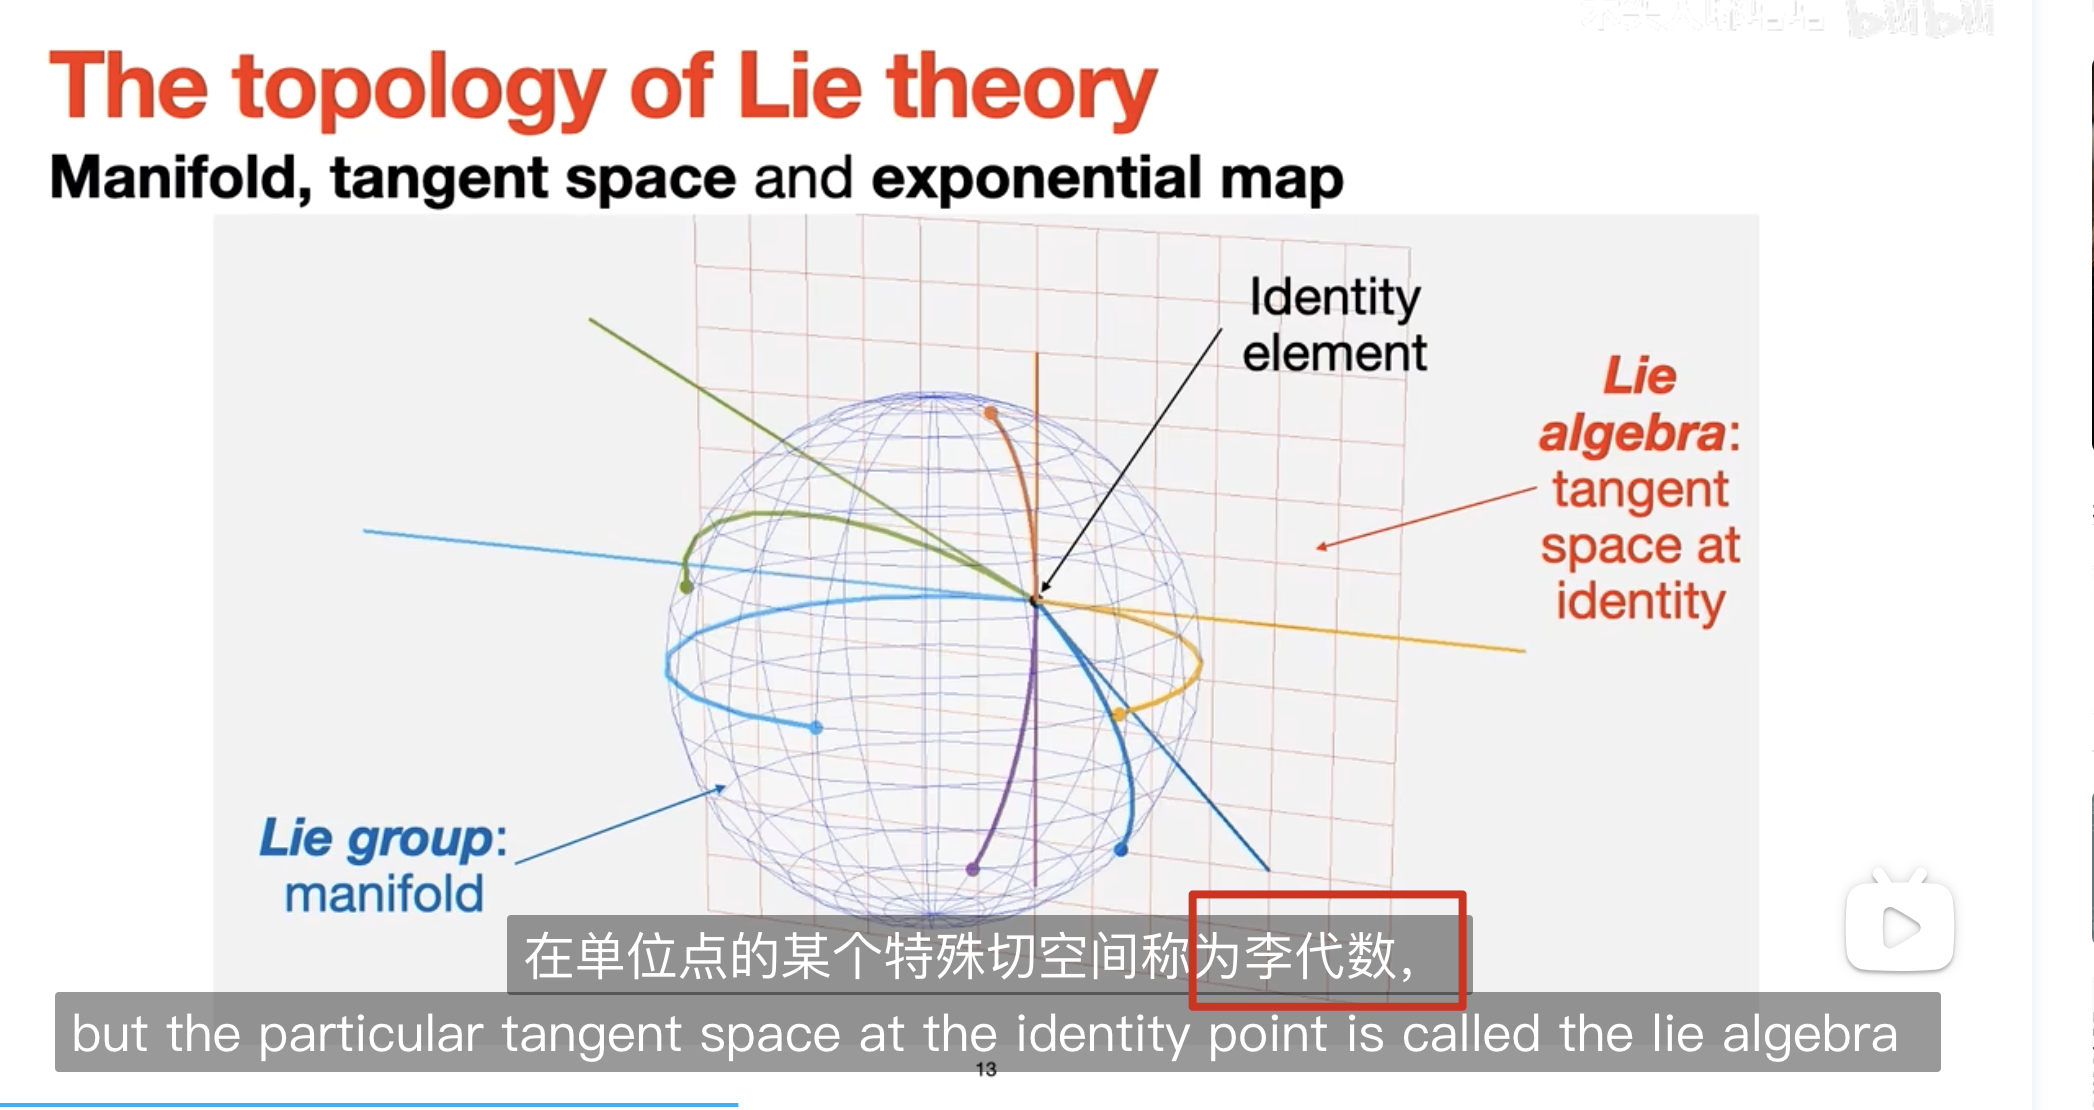 The topology of Lie theory
Manifold, tangent space and exponential map
Identity
element
Lie
algebra:
tangent
space at
identity
Lie group:
manifold
在单位点的某个特殊切空间称为李代数，
but the particular tangent space at the identity point is called the lie algebra
13
bilibili